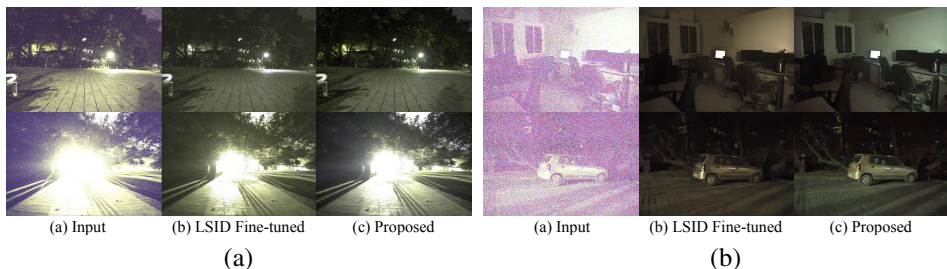 (a) Input (b) LSID Fine-tuned (c) Proposed (a) Input (b) LSID Fine-tuned (c) Proposed
(a) (b)